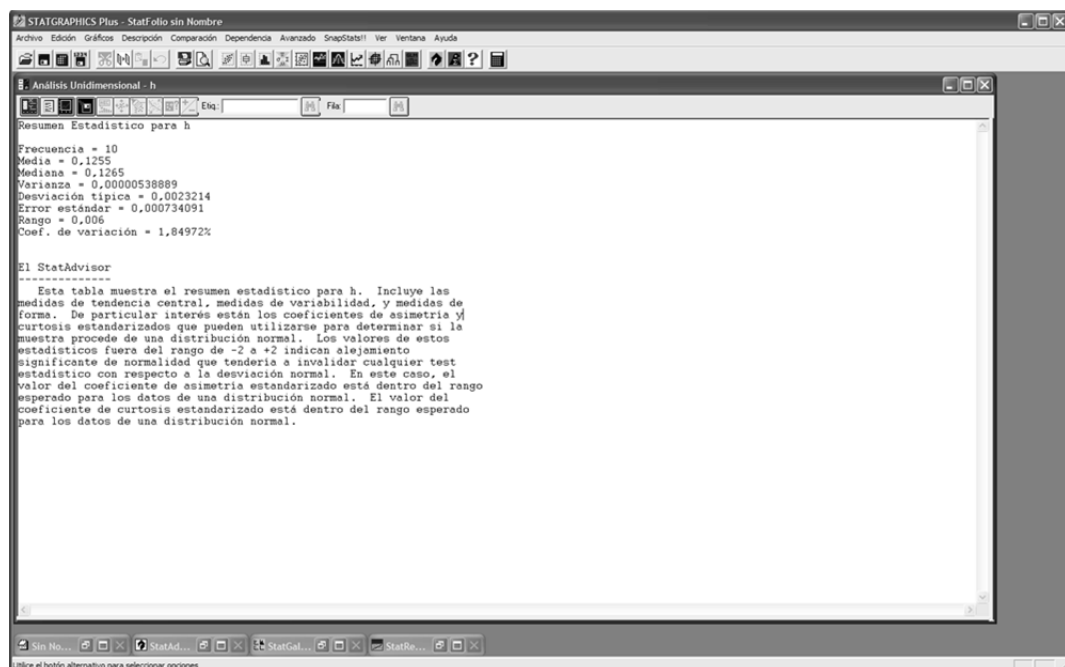 STATGRAPHICS Plus - StatFolio sin Nombre
Archivo Edición Gráficos Descripción Comparación Dependencia Avanzado SnapStats!! Ver Ventana Ayuda
Análisis Unidimensional - h
Etiq.: Fila:
Resumen Estadístico para h
Frecuencia = 10
Media = 0,1255
Mediana = 0,1265
Varianza = 0,00000538889
Desviación típica = 0,0023214
Error estándar = 0,000734091
Rango = 0,006
Coef. de variación = 1,84972%
El StatAdvisor
--------------
Esta tabla muestra el resumen estadístico para h. Incluye las
medidas de tendencia central, medidas de variabilidad, y medidas de
forma. De particular interés están los coeficientes de asimetría y
curtosis estandarizados que pueden utilizarse para determinar si la
muestra procede de una distribución normal. Los valores de estos
estadísticos fuera del rango de -2 a +2 indican alejamiento
significante de normalidad que tendería a invalidar cualquier test
estadístico con respecto a la desviación normal. En este caso, el
valor del coeficiente de asimetría estandarizado está dentro del rango
esperado para los datos de una distribución normal. El valor del
coeficiente de curtosis estandarizado está dentro del rango esperado
para los datos de una distribución normal.
Sin No... StatAd... StatGal... StatRe...
Utilice el botón alternativo para seleccionar opciones